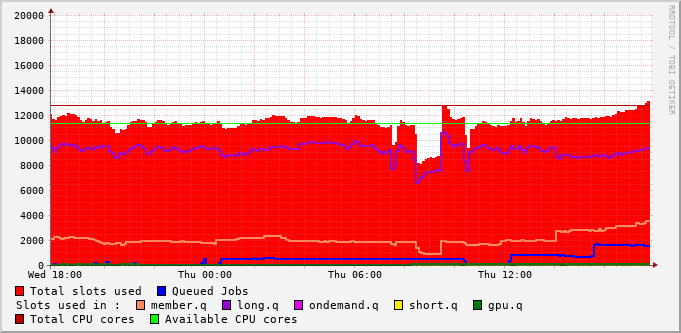 20000
18000
16000
14000
12000
10000
8000
6000
4000
2000
0
Wed 18:00 Thu 00:00 Thu 06:00 Thu 12:00
RRDTOOL / TOBI OETIKER
Total slots used Queued Jobs
Slots used in : member.q long.q ondemand.q short.q gpu.q
Total CPU cores Available CPU cores